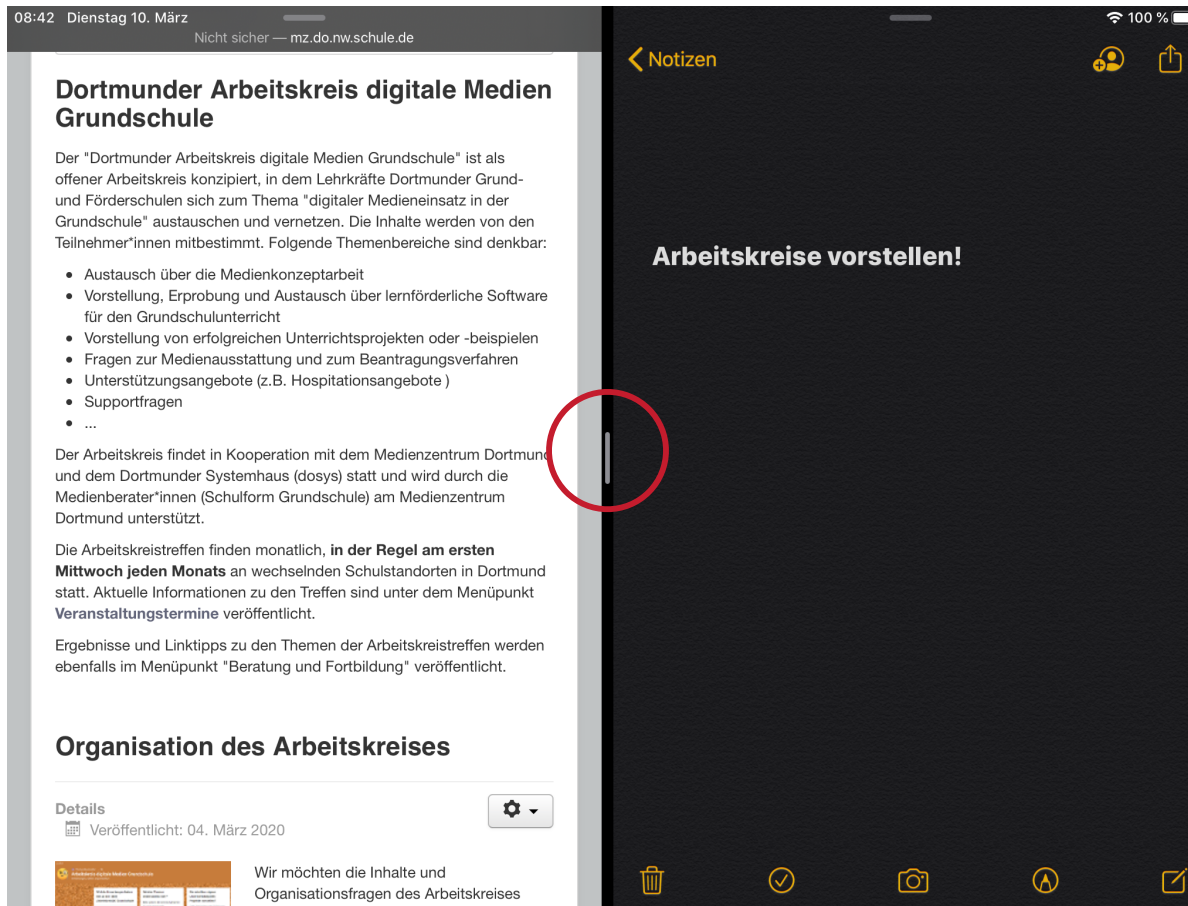 08:42 Dienstag 10. März
100 %
Nicht sicher — mz.do.nw.schule.de
Dortmunder Arbeitskreis digitale Medien
Grundschule
Der "Dortmunder Arbeitskreis digitale Medien Grundschule" ist als
offener Arbeitskreis konzipiert, in dem Lehrkräfte Dortmunder Grund-
und Förderschulen sich zum Thema "digitaler Medieneinsatz in der
Grundschule" austauschen und vernetzen. Die Inhalte werden von den
Teilnehmer*innen mitbestimmt. Folgende Themenbereiche sind denkbar:
Austausch über die Medienkonzeptarbeit
Vorstellung, Erprobung und Austausch über lernförderliche Software
für den Grundschulunterricht
Vorstellung von erfolgreichen Unterrichtsprojekten oder -beispielen
Fragen zur Medienausstattung und zum Beantragungsverfahren
Unterstützungsangebote (z.B. Hospitationsangebote )
Supportfragen
...
Der Arbeitskreis findet in Kooperation mit dem Medienzentrum Dortmund
und dem Dortmunder Systemhaus (dosys) statt und wird durch die
Medienberater*innen (Schulform Grundschule) am Medienzentrum
Dortmund unterstützt.
Die Arbeitskreistreffen finden monatlich, in der Regel am ersten
Mittwoch jeden Monats an wechselnden Schulstandorten in Dortmund
statt. Aktuelle Informationen zu den Treffen sind unter dem Menüpunkt
Veranstaltungstermine veröffentlicht.
Ergebnisse und Linktipps zu den Themen der Arbeitskreistreffen werden
ebenfalls im Menüpunkt "Beratung und Fortbildung" veröffentlicht.
Organisation des Arbeitskreises
Details
Veröffentlicht: 04. März 2020
Wir möchten die Inhalte und
Organisationsfragen des Arbeitskreises
Notizen
Arbeitskreise vorstellen!